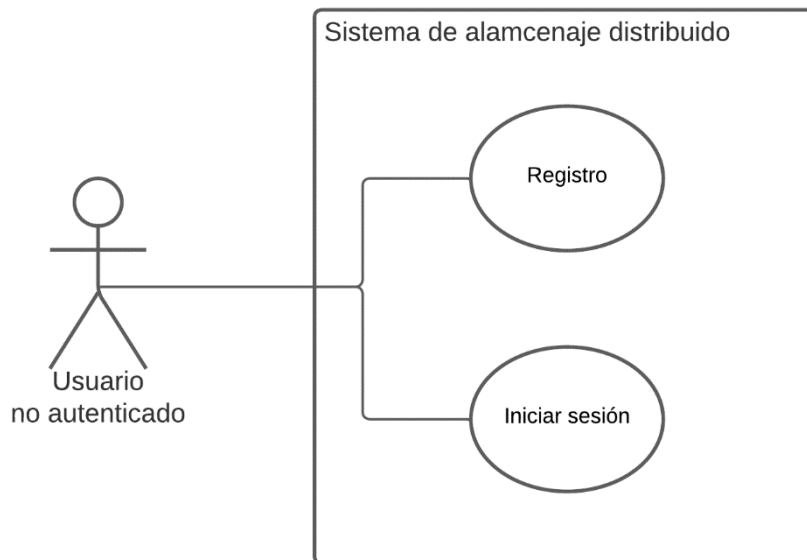 Sistema de alamcenaje distribuido
Registro
Usuario
no autenticado
Iniciar sesión